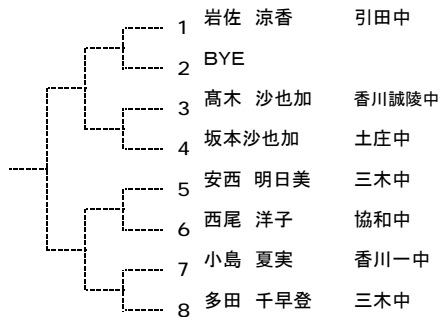 1 岩佐 涼香 引田中
2 BYE
3 髙木 沙也加 香川誠陵中
4 坂本沙也加 土庄中
5 安西 明日美 三木中
6 西尾 洋子 協和中
7 小島 夏実 香川一中
8 多田 千早登 三木中